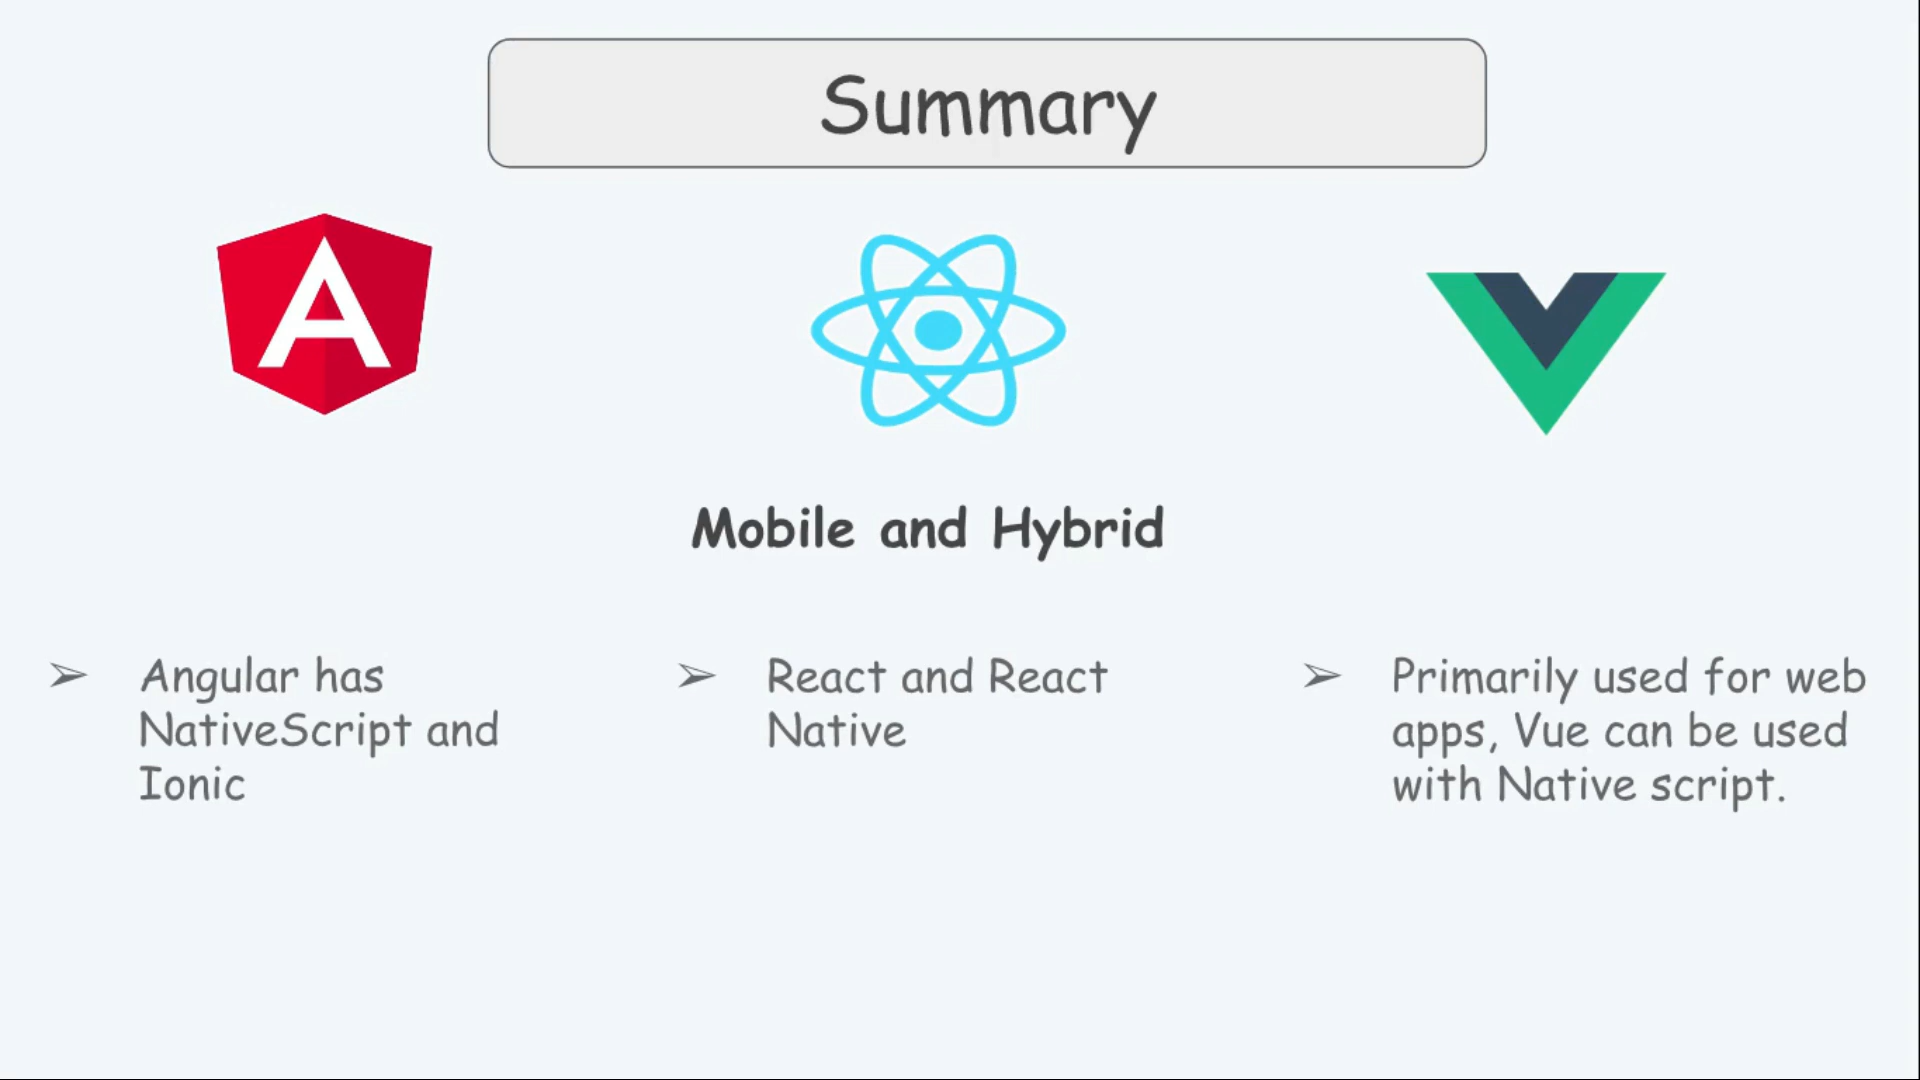 Summary
Mobile and Hybrid
➢ Angular has
NativeScript and
Ionic
➢ React and React
Native
➢ Primarily used for web
apps, Vue can be used
with Native script.